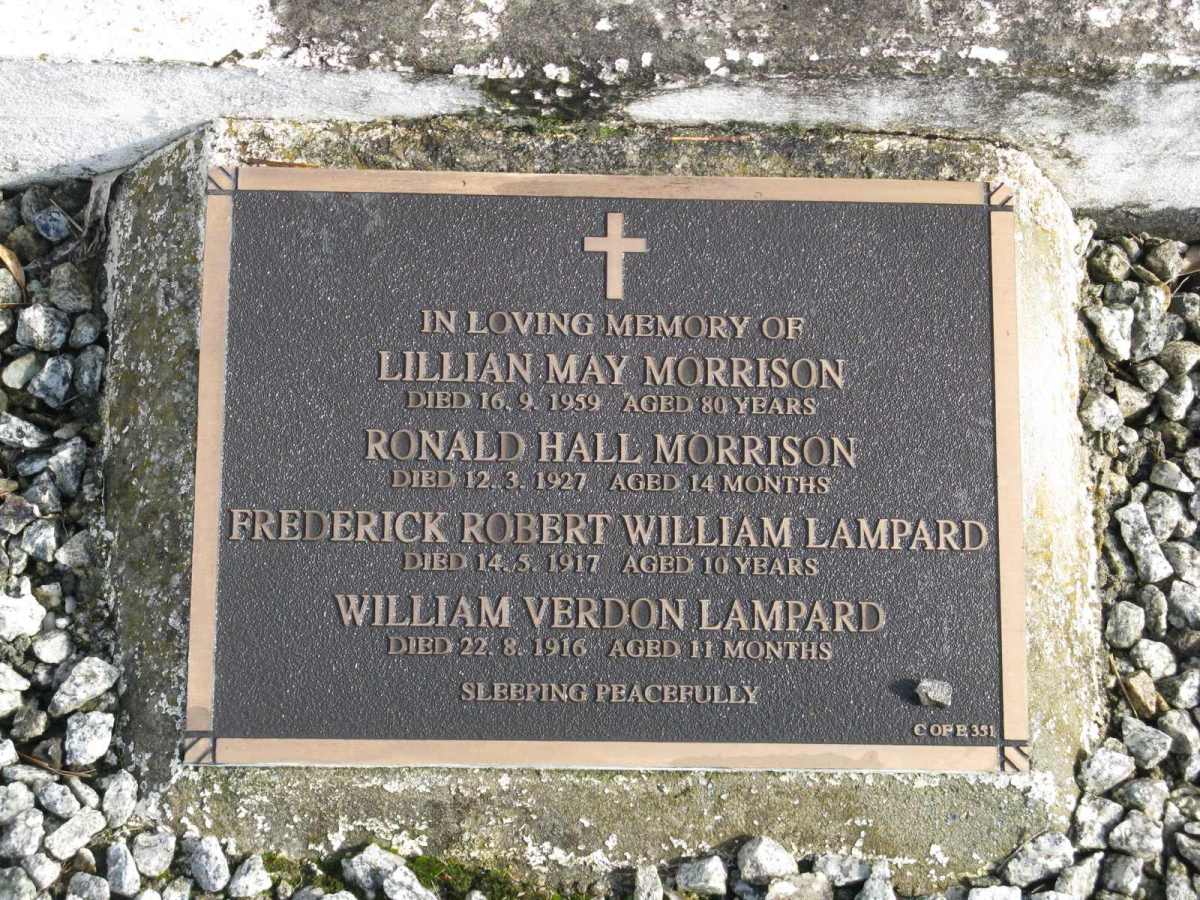 IN LOVING MEMORY OF
LILLIAN MAY MORRISON
DIED 16. 9. 1959 AGED 80 YEARS
RONALD HALL MORRISON
DIED 12. 3. 1927 AGED 14 MONTHS
FREDERICK ROBERT WILLIAM LAMPARD
DIED 14. 5. 1917 AGED 10 YEARS
WILLIAM VERDON LAMPARD
DIED 22. 8. 1916 AGED 11 MONTHS
SLEEPING PEACEFULLY
C OF E 351